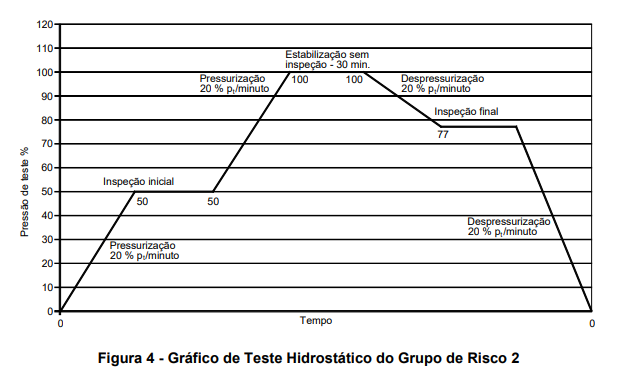 120
110
100
90
80
70
60
50
40
30
20
10
0
Pressão de teste %
Estabilização sem
inspeção - 30 min.
Pressurização
20 % pt/minuto
100
100
Despressurização
20 % pt/minuto
Inspeção final
77
Inspeção inicial
50
50
Pressurização
20 % pt/minuto
Despressurização
20 % pt/minuto
0
Tempo
0
Figura 4 - Gráfico de Teste Hidrostático do Grupo de Risco 2